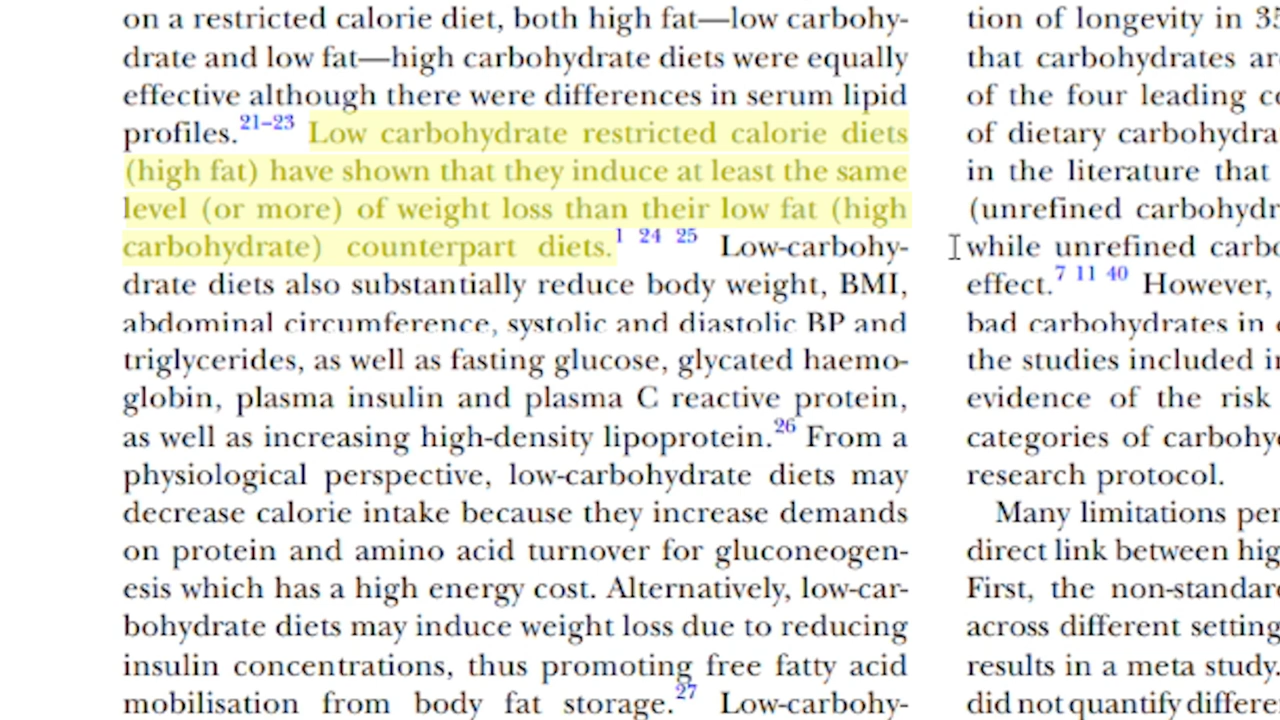 on a restricted calorie diet, both high fat—low carbohy-
drate and low fat—high carbohydrate diets were equally
effective although there were differences in serum lipid
profiles.21–23 Low carbohydrate restricted calorie diets
(high fat) have shown that they induce at least the same
level (or more) of weight loss than their low fat (high
carbohydrate) counterpart diets.1 24 25 Low-carbohy-
drate diets also substantially reduce body weight, BMI,
abdominal circumference, systolic and diastolic BP and
triglycerides, as well as fasting glucose, glycated haemo-
globin, plasma insulin and plasma C reactive protein,
as well as increasing high-density lipoprotein.26 From a
physiological perspective, low-carbohydrate diets may
decrease calorie intake because they increase demands
on protein and amino acid turnover for gluconeogen-
esis which has a high energy cost. Alternatively, low-car-
bohydrate diets may induce weight loss due to reducing
insulin concentrations, thus promoting free fatty acid
mobilisation from body fat storage.27 Low-carbohy-
tion of longevity in
that carbohydrates
of the four leading
of dietary
in the literature that
(unrefined
while unrefined
effect.7 11 40 However,
bad carbohydrates in
the studies included
evidence of the risk
categories of
research protocol.
Many limitations
direct link between
First, the
across different
results in a meta study.
did not quantify